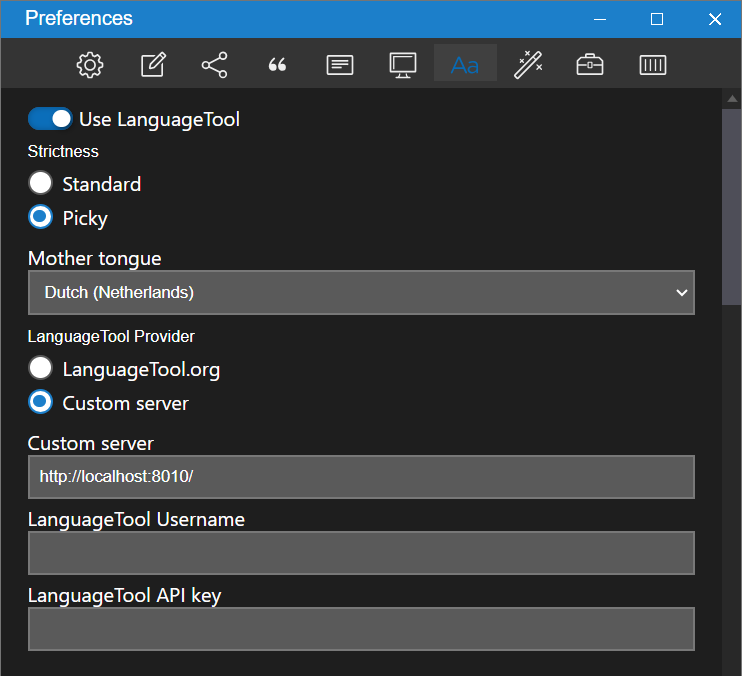 Preferences
Aa
Use LanguageTool
Strictness
Standard
Picky
Mother tongue
Dutch (Netherlands)
LanguageTool Provider
LanguageTool.org
Custom server
Custom server
http://localhost:8010/
LanguageTool Username
LanguageTool API key